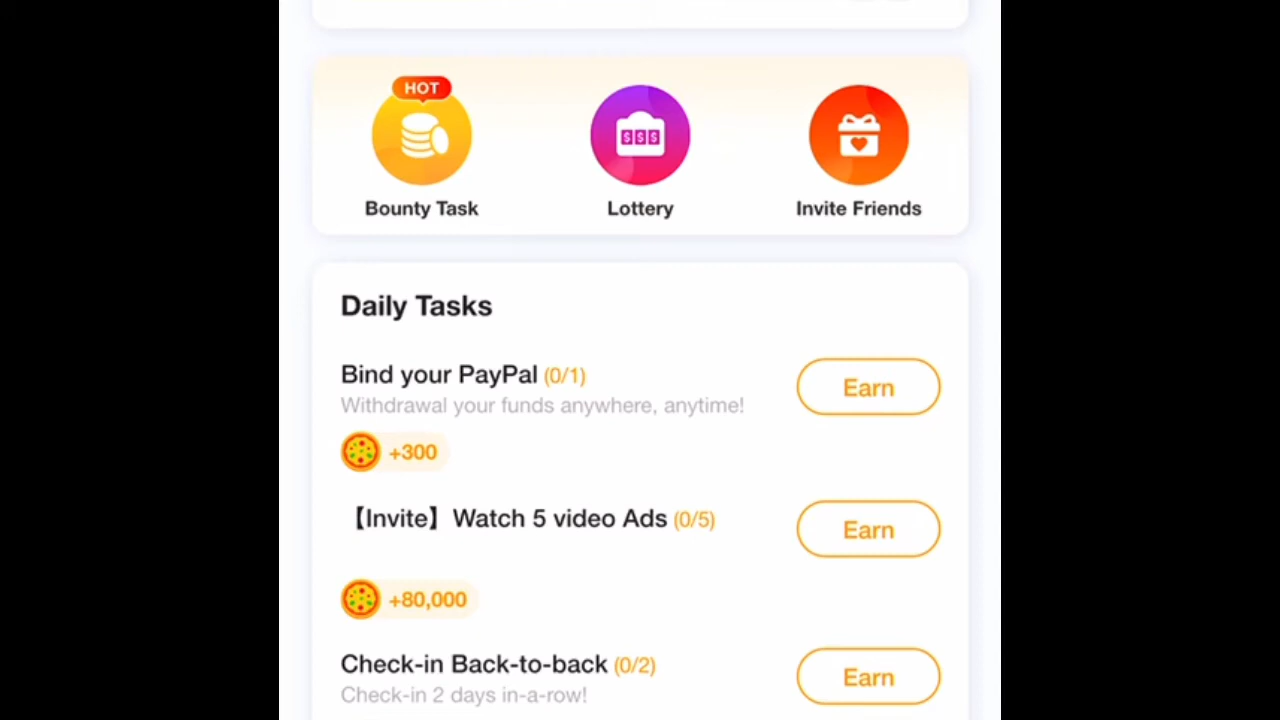 HOT
Bounty Task
Lottery
Invite Friends
Daily Tasks
Bind your PayPal (0/1)
Earn
Withdrawal your funds anywhere, anytime!
+300
【Invite】Watch 5 video Ads (0/5)
Earn
+80,000
Check-in Back-to-back (0/2)
Earn
Check-in 2 days in-a-row!